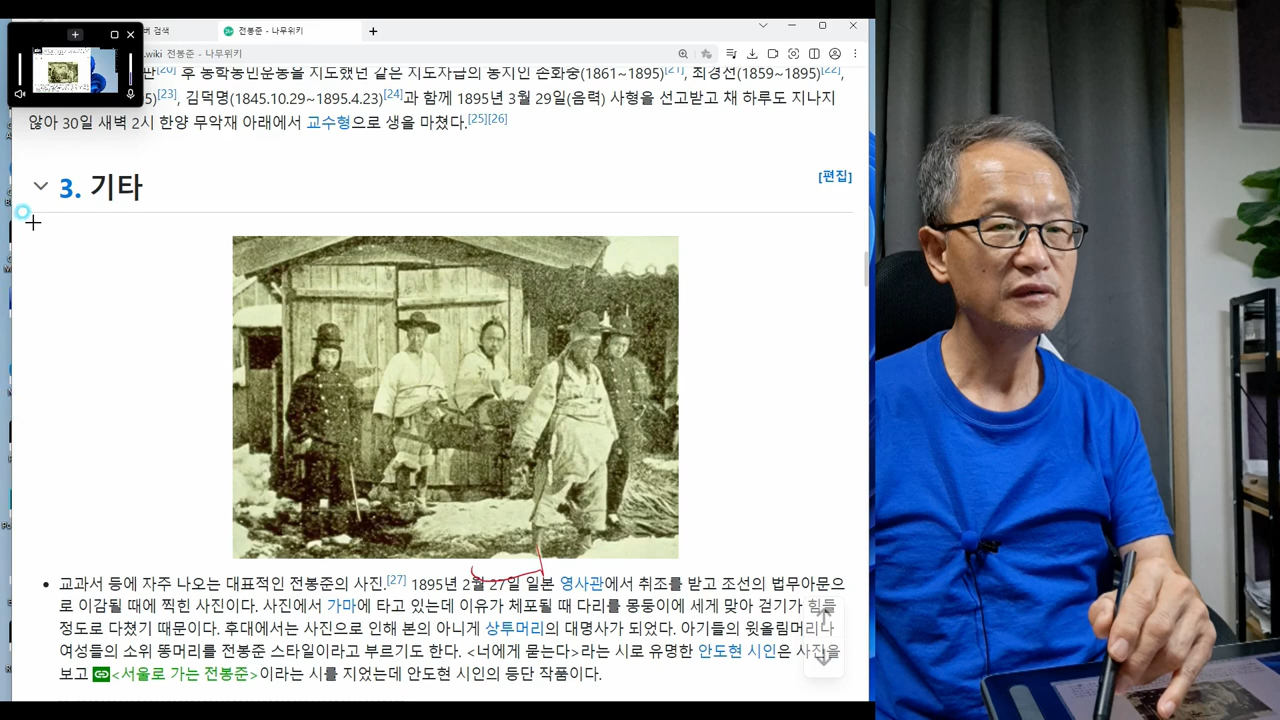 버 검색
전봉준 - 나무위키
.wiki 전봉준 - 나무위키
판[20] 후 동학농민운동을 지도했던 같은 지도자급의 동지인 손화중(1861~1895)[21], 최경선(1859~1895)[22],
5)[23], 김덕명(1845.10.29~1895.4.23)[24]과 함께 1895년 3월 29일(음력) 사형을 선고받고 채 하루도 지나지
않아 30일 새벽 2시 한양 무악재 아래에서 교수형으로 생을 마쳤다.[25][26]
3. 기타
[편집]
교과서 등에 자주 나오는 대표적인 전봉준의 사진.[27] 1895년 2월 27일 일본 영사관에서 취조를 받고 조선의 법무아문으
로 이감될 때에 찍힌 사진이다. 사진에서 가마에 타고 있는데 이유가 체포될 때 다리를 몽둥이에 세게 맞아 걷기가 힘들
정도로 다쳤기 때문이다. 후대에서는 사진으로 인해 본의 아니게 상투머리의 대명사가 되었다. 아기들의 윗올림머리나
여성들의 소위 똥머리를 전봉준 스타일이라고 부르기도 한다. <너에게 묻는다>라는 시로 유명한 안도현 시인은 사진을
보고 <서울로 가는 전봉준>이라는 시를 지었는데 안도현 시인의 등단 작품이다.